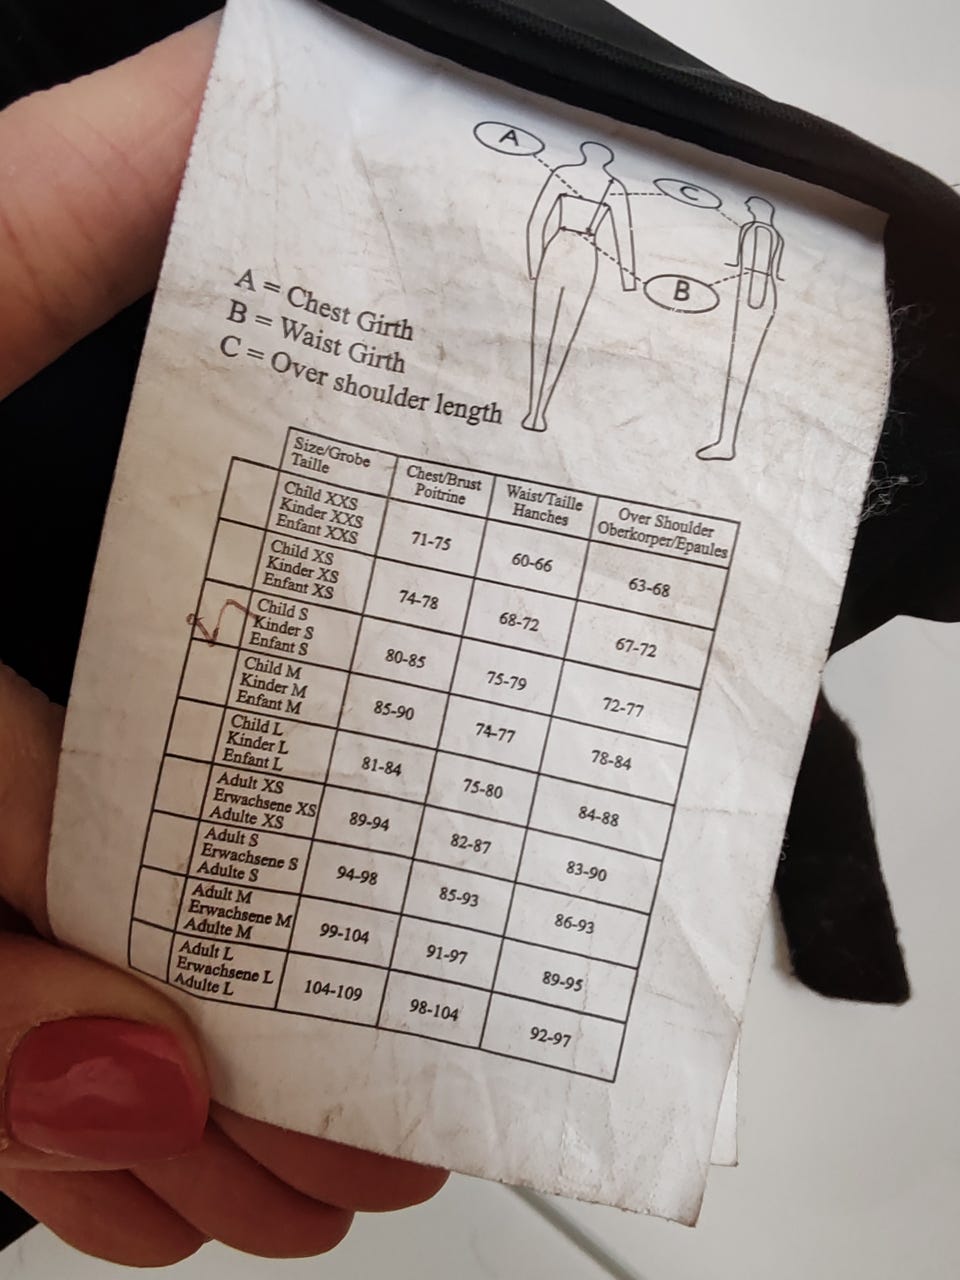 A
C
B
A = Chest Girth
B = Waist Girth
C = Over shoulder length
Size/Grobe
Taille
Chest/Brust
Poitrine
Waist/Taille
Hanches
Over Shoulder
Oberkorper/Epaules
Child XXS
Kinder XXS
Enfant XXS
71-75
60-66
63-68
Child XS
Kinder XS
Enfant XS
74-78
68-72
67-72
Child S
Kinder S
Enfant S
80-85
75-79
72-77
Child M
Kinder M
Enfant M
85-90
74-77
78-84
Child L
Kinder L
Enfant L
81-84
75-80
84-88
Adult XS
Erwachsene XS
Adulte XS
89-94
82-87
83-90
Adult S
Erwachsene S
Adulte S
94-98
85-93
86-93
Adult M
Erwachsene M
Adulte M
99-104
91-97
89-95
Adult L
Erwachsene L
Adulte L
104-109
98-104
92-97